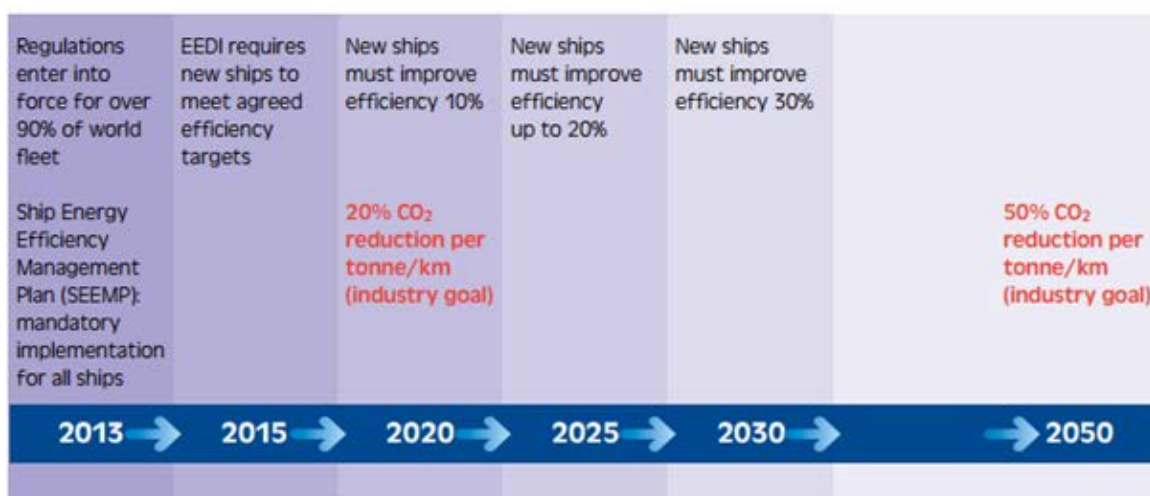 Regulations
enter into
force for over
90% of world
fleet
Ship Energy
Efficiency
Management
Plan (SEEMP):
mandatory
implementation
for all ships
EEDI requires
new ships to
meet agreed
efficiency
targets
New ships
must improve
efficiency 10%
20% CO₂
reduction per
tonne/km
(industry goal)
New ships
must improve
efficiency
up to 20%
New ships
must improve
efficiency 30%
50% CO₂
reduction per
tonne/km
(industry goal)
2013
2015
2020
2025
2030
2050